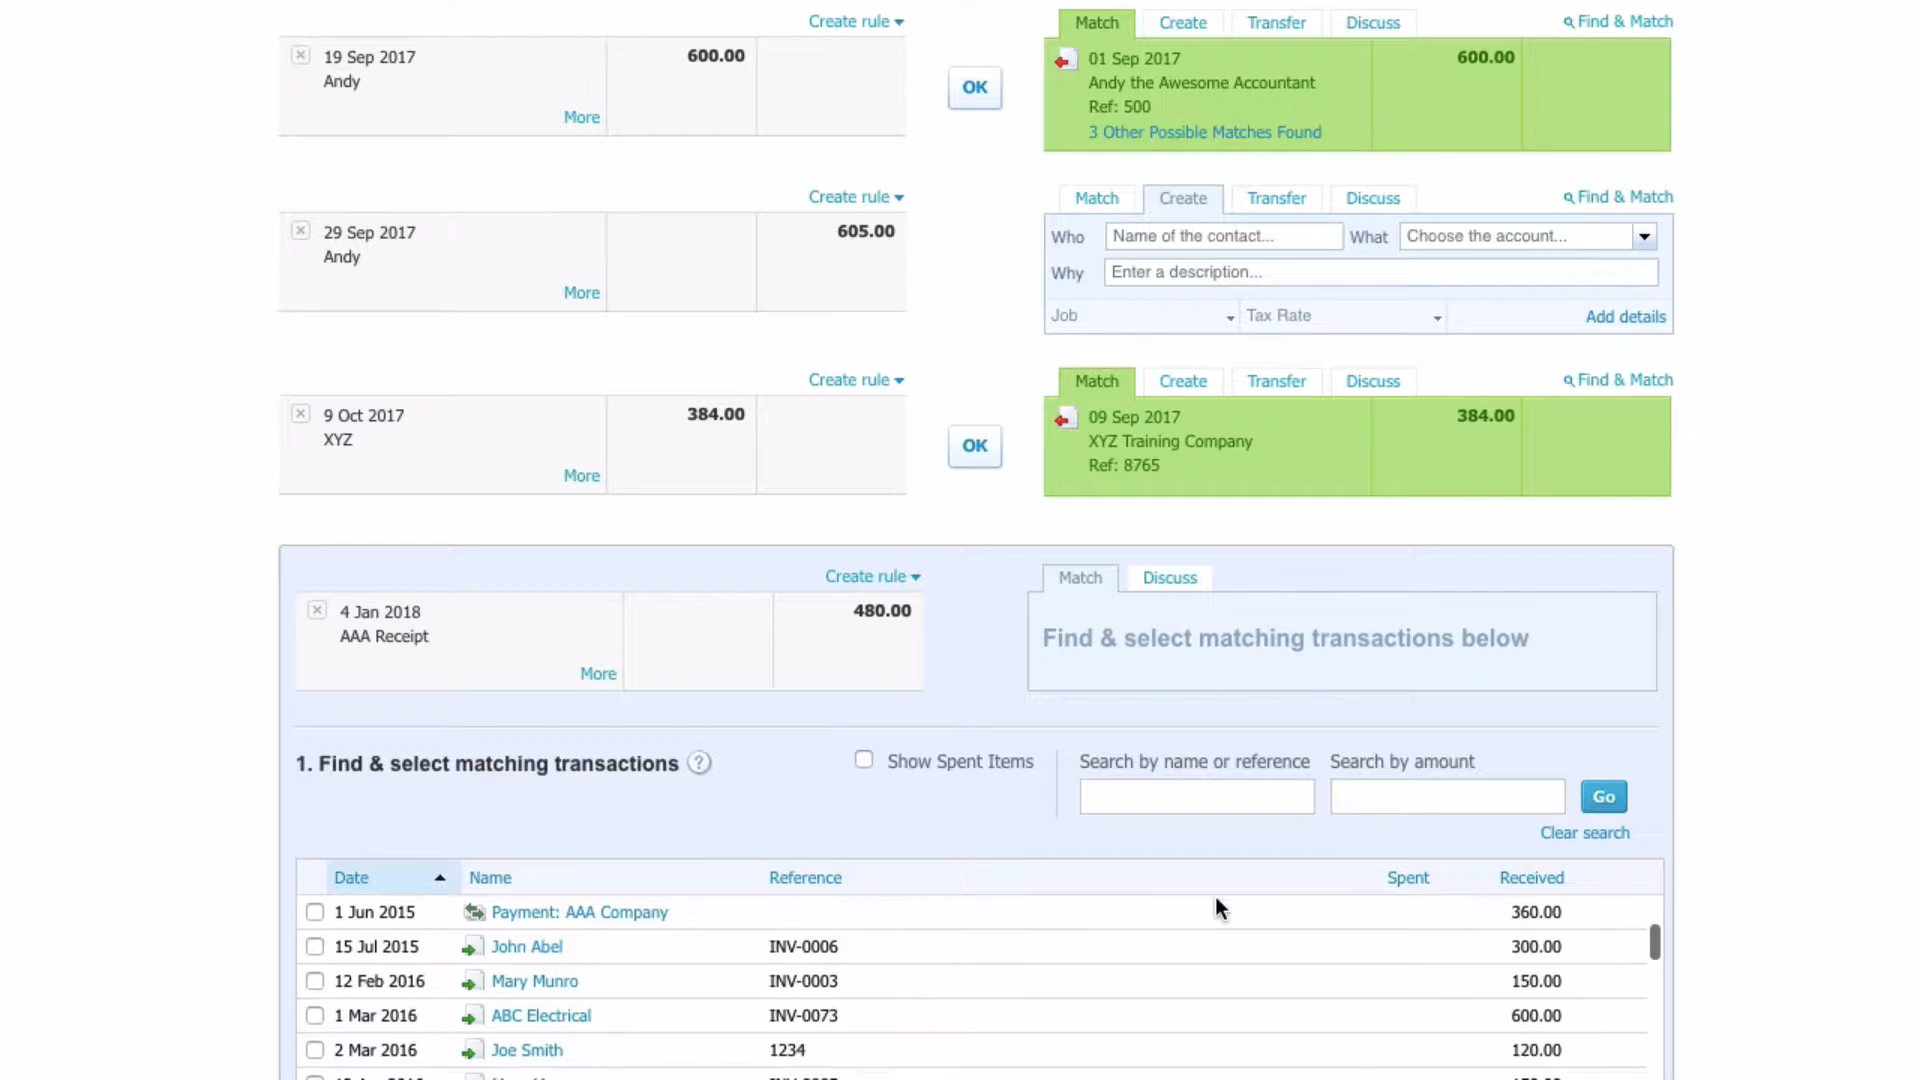 Create rule
19 Sep 2017
600.00
Andy
More
OK
Match Create Transfer Discuss Find & Match
01 Sep 2017 600.00
Andy the Awesome Accountant
Ref: 500
3 Other Possible Matches Found
Create rule
29 Sep 2017 605.00
Andy
More
Match Create Transfer Discuss Find & Match
Who Name of the contact... What Choose the account...
Why Enter a description...
Job Tax Rate Add details
Create rule
9 Oct 2017 384.00
XYZ
More
OK
Match Create Transfer Discuss Find & Match
09 Sep 2017 384.00
XYZ Training Company
Ref: 8765
Create rule
4 Jan 2018 480.00
AAA Receipt
More
Match Discuss
Find & select matching transactions below
1. Find & select matching transactions ?
Show Spent Items
Search by name or reference Search by amount
Go
Clear search
Date Name Reference Spent Received
1 Jun 2015 Payment: AAA Company 360.00
15 Jul 2015 John Abel INV-0006 300.00
12 Feb 2016 Mary Munro INV-0003 150.00
1 Mar 2016 ABC Electrical INV-0073 600.00
2 Mar 2016 Joe Smith 1234 120.00